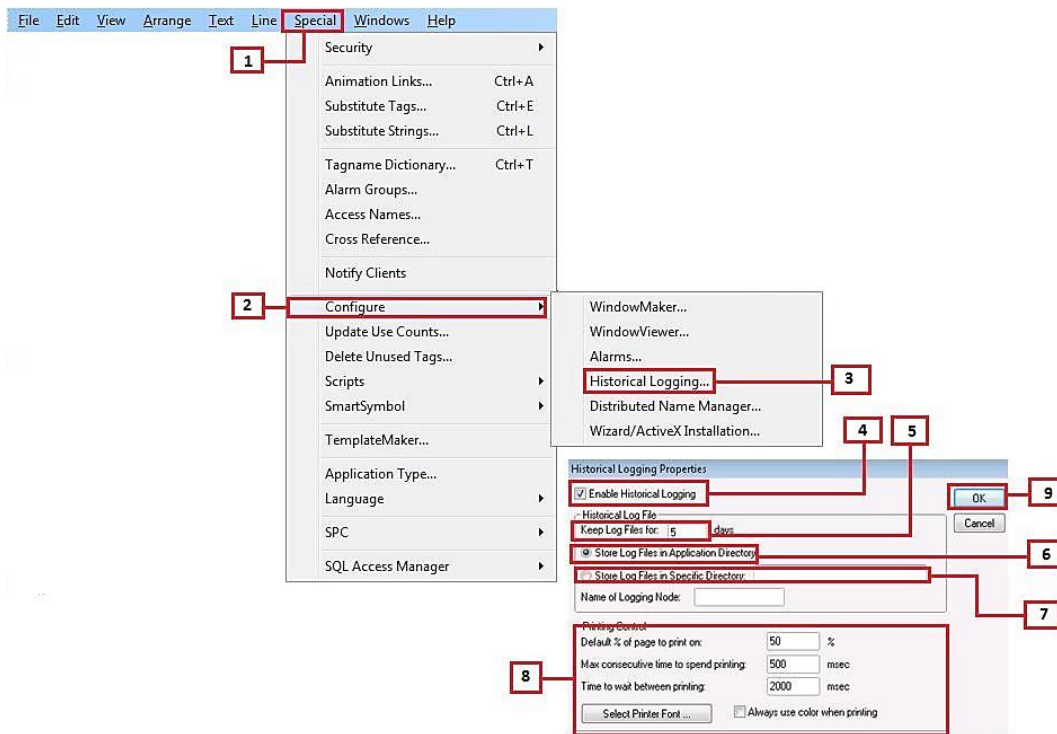 File Edit View Arrange Text Line Special Windows Help
1
Security
Animation Links... Ctrl+A
Substitute Tags... Ctrl+E
Substitute Strings... Ctrl+L
Tagname Dictionary... Ctrl+T
Alarm Groups...
Access Names...
Cross Reference...
Notify Clients
2
Configure
Update Use Counts...
Delete Unused Tags...
Scripts
SmartSymbol
TemplateMaker...
Application Type...
Language
SPC
SQL Access Manager
WindowMaker...
WindowViewer...
Alarms...
Historical Logging...
Distributed Name Manager...
Wizard/ActiveX Installation...
3
4
5
Historical Logging Properties
Enable Historical Logging
OK
9
Historical Log File
Cancel
Keep Log Files for: 5 days
Store Log Files in Application Directory
6
Store Log Files in Specific Directory:
7
Name of Logging Node:
Printing Control
8
Default % of page to print on: 50 %
Max consecutive time to spend printing: 500 msec
Time to wait between printing: 2000 msec
Select Printer Font ... Always use color when printing